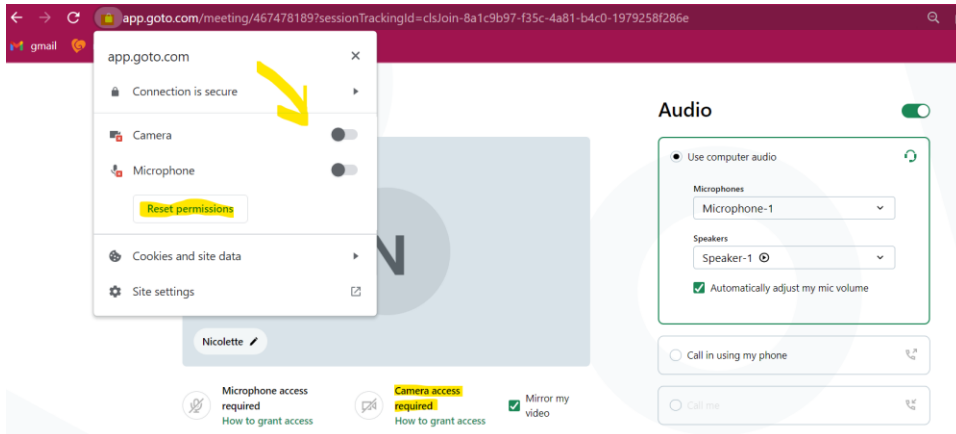 app.goto.com/meeting/467478189?sessionTrackingId=clsJoin-8a1c9b97-f35c-4a81-b4c0-1979258f286e
gmail
app.goto.com
Connection is secure
Camera
Microphone
Reset permissions
Cookies and site data
Site settings
N
Nicolette
Microphone access
required
How to grant access
Camera access
required
How to grant access
Mirror my
video
Audio
Use computer audio
Microphones
Microphone-1
Speakers
Speaker-1
Automatically adjust my mic volume
Call in using my phone
Call me